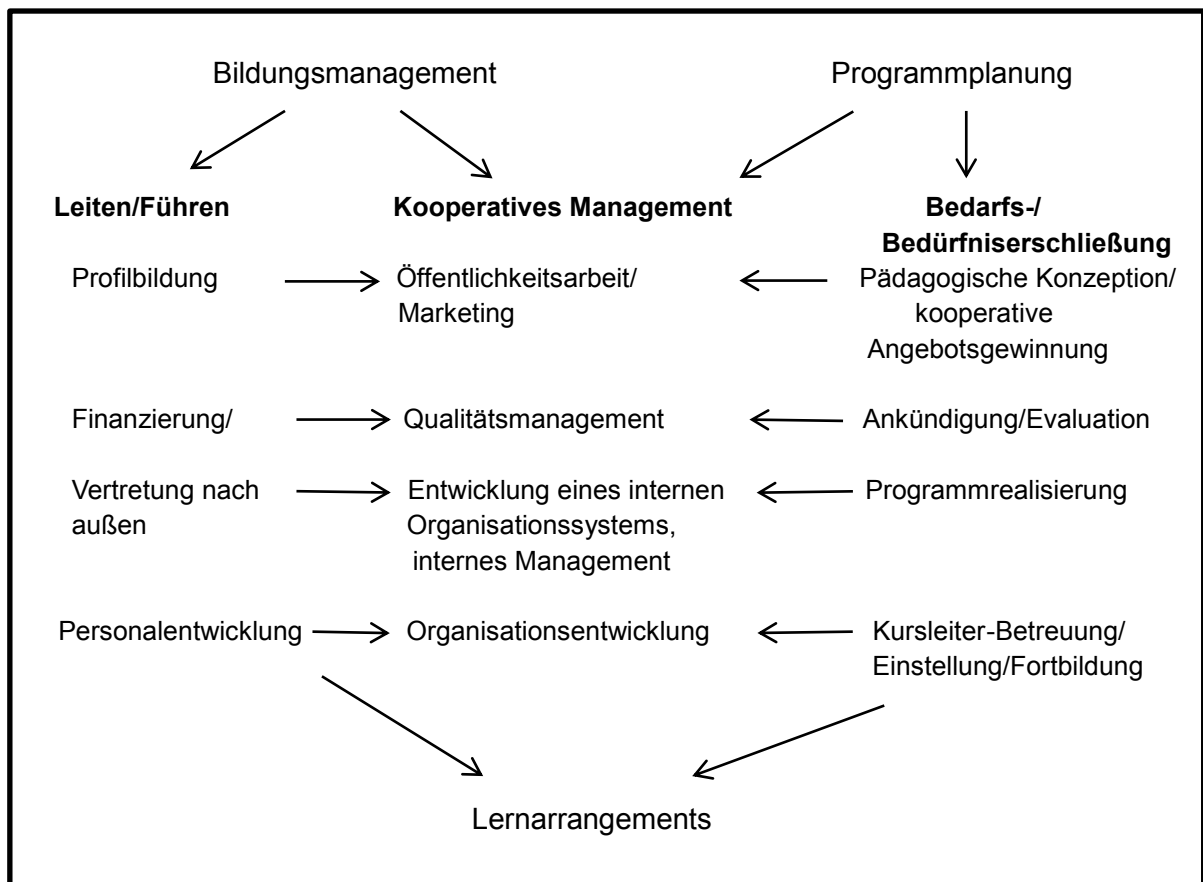 Bildungsmanagement
Programmplanung
Leiten/Führen
Kooperatives Management
Bedarfs-/
Bedürfniserschließung
Profilbildung
Öffentlichkeitsarbeit/
Marketing
Pädagogische Konzeption/
kooperative
Angebotsgewinnung
Finanzierung/
Qualitätsmanagement
Ankündigung/Evaluation
Vertretung nach
außen
Entwicklung eines internen
Organisationssystems,
internes Management
Programmrealisierung
Personalentwicklung
Organisationsentwicklung
Kursleiter-Betreuung/
Einstellung/Fortbildung
Lernarrangements